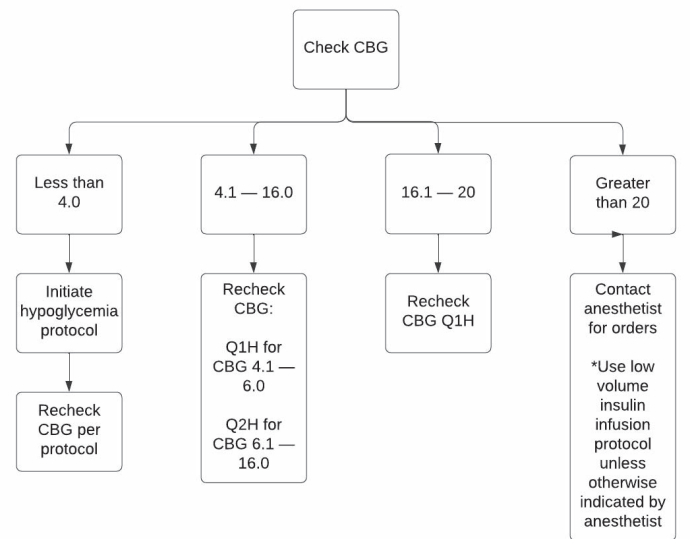 Check CBG
Less than
4.0
4.1 — 16.0
16.1 — 20
Greater
than 20
Initiate
hypoglycemia
protocol
Recheck
CBG per
protocol
Recheck
CBG:
Q1H for
CBG 4.1 —
6.0
Q2H for
CBG 6.1 —
16.0
Recheck
CBG Q1H
Contact
anesthetist
for orders
*Use low
volume
insulin
infusion
protocol
unless
otherwise
indicated by
anesthetist